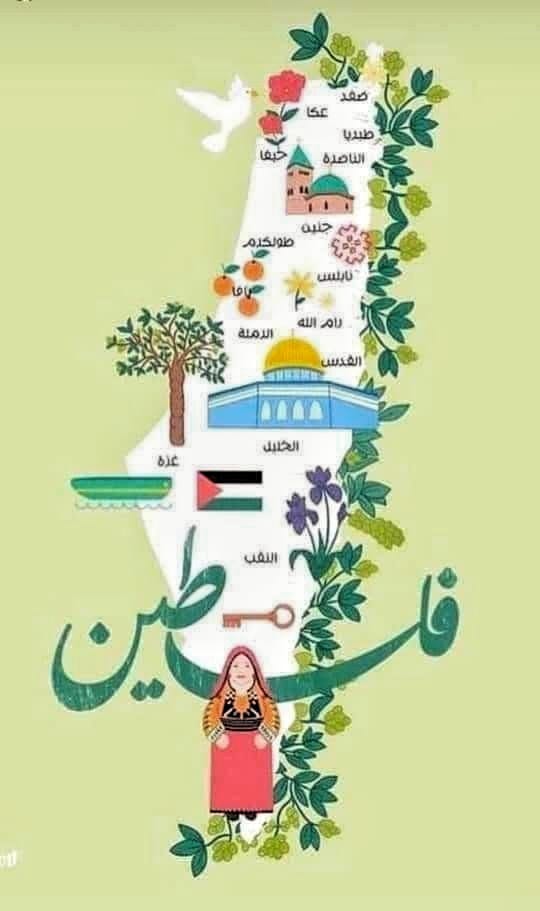 صفد
عكا
طبريا
الناصرة
حيفا
جنين
طولكرم
نابلس
يافا
رام الله
الرملة
القدس
الخليل
غزة
النقب
فلسطين